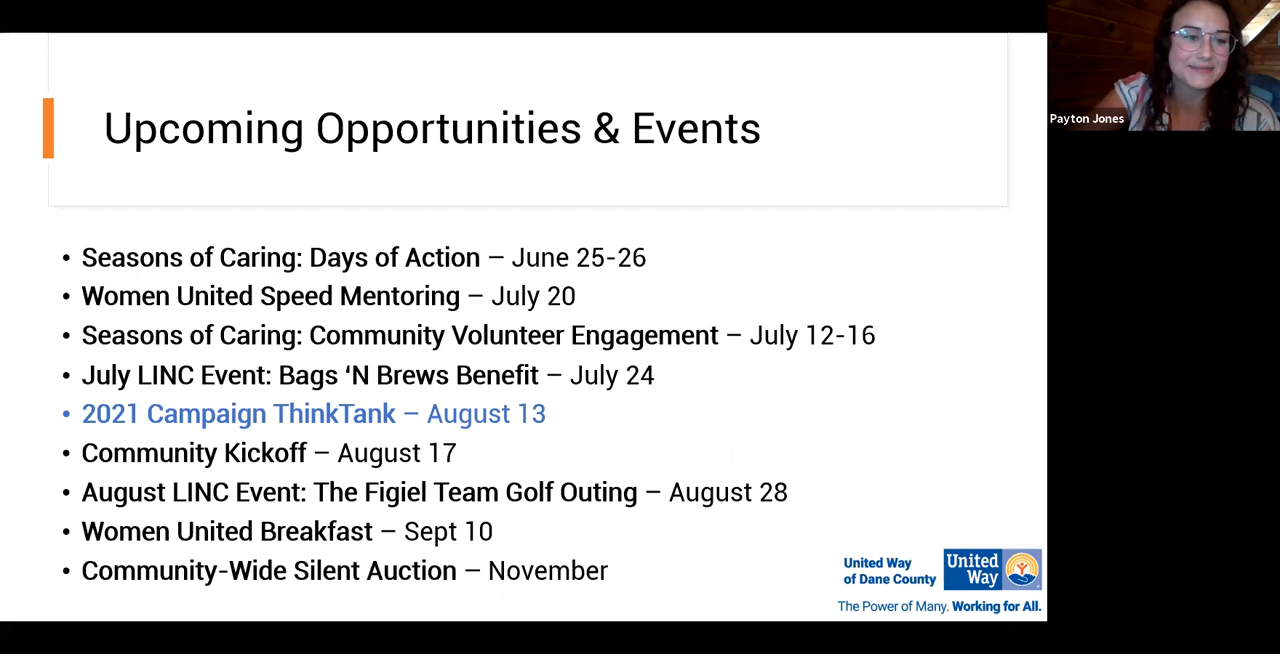 Upcoming Opportunities & Events
Payton Jones
• Seasons of Caring: Days of Action – June 25-26
• Women United Speed Mentoring – July 20
• Seasons of Caring: Community Volunteer Engagement – July 12-16
• July LINC Event: Bags ‘N Brews Benefit – July 24
• 2021 Campaign ThinkTank – August 13
• Community Kickoff – August 17
• August LINC Event: The Figiel Team Golf Outing – August 28
• Women United Breakfast – Sept 10
• Community-Wide Silent Auction – November
United Way
of Dane County
United
Way
The Power of Many. Working for All.